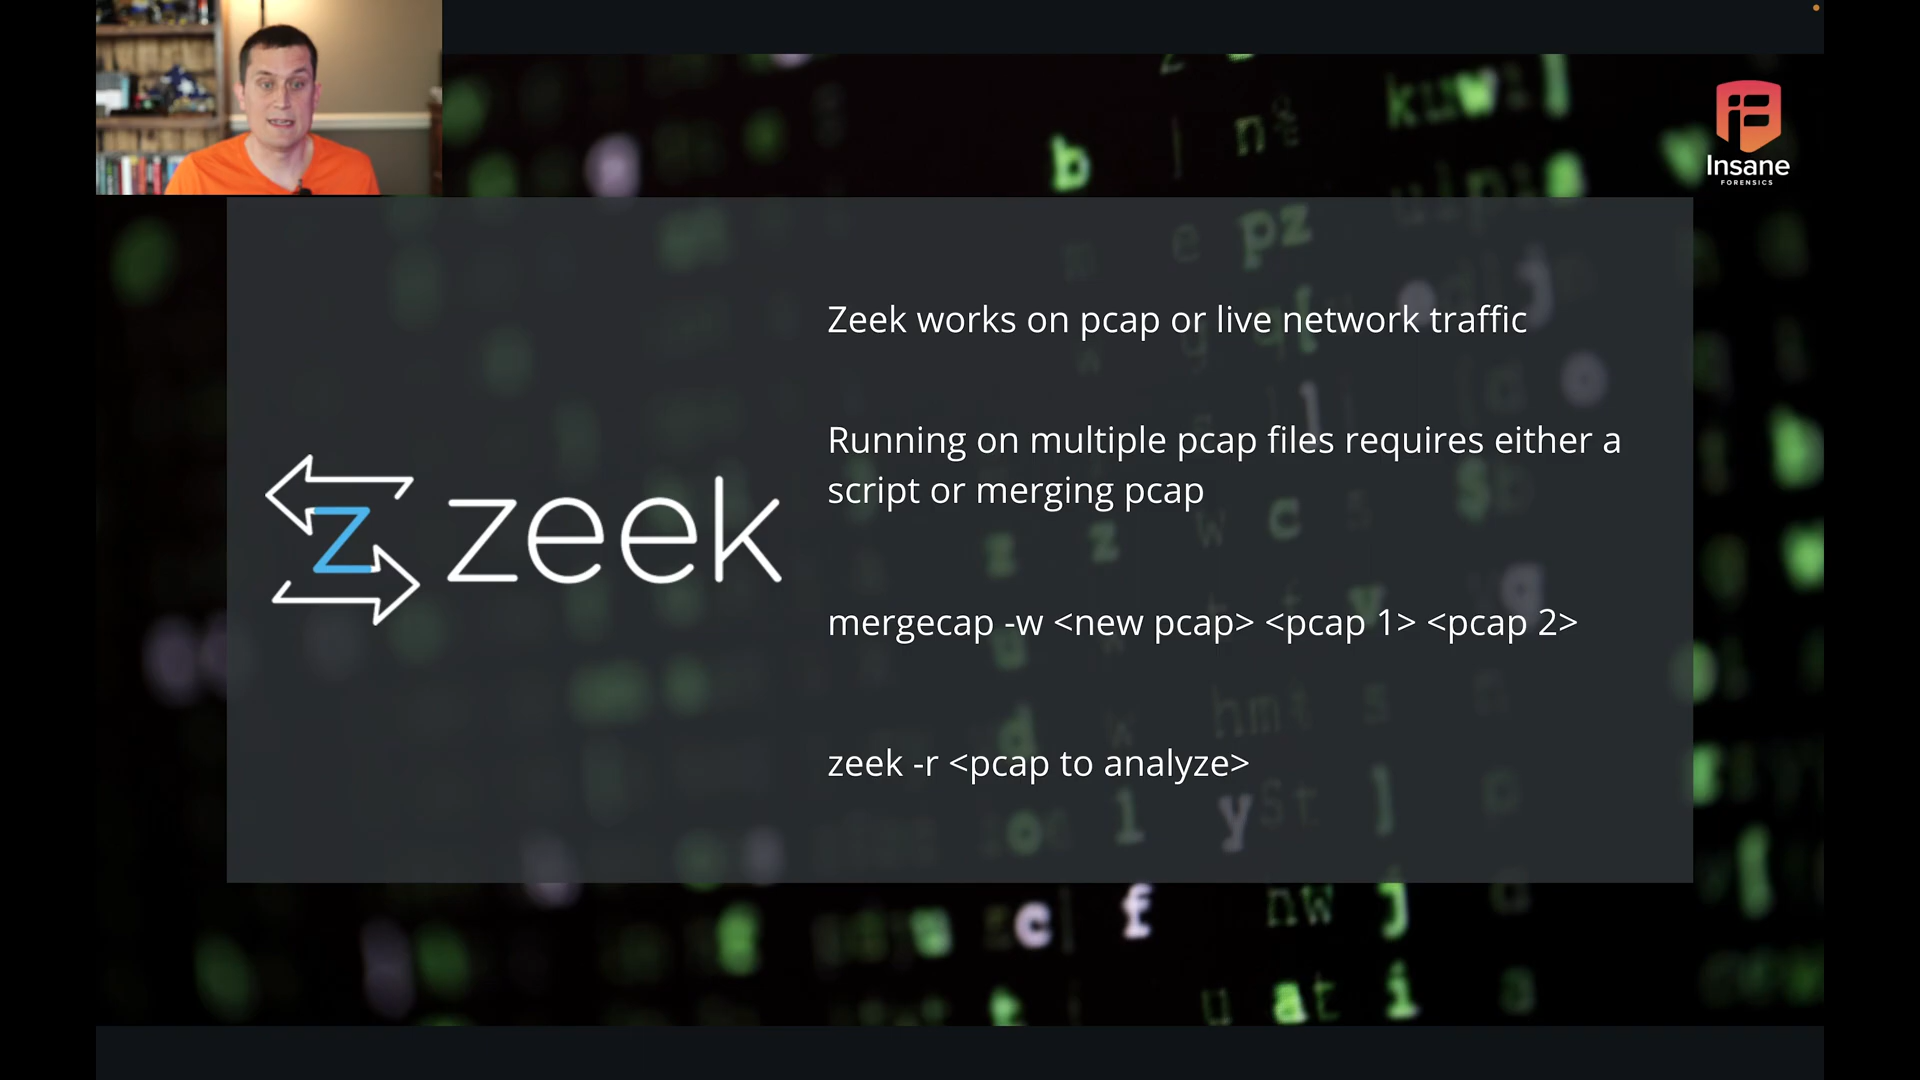 Insane
FORENSICS
Zeek works on pcap or live network traffic
Running on multiple pcap files requires either a
script or merging pcap
zeek
mergecap -w <new pcap> <pcap 1> <pcap 2>
zeek -r <pcap to analyze>